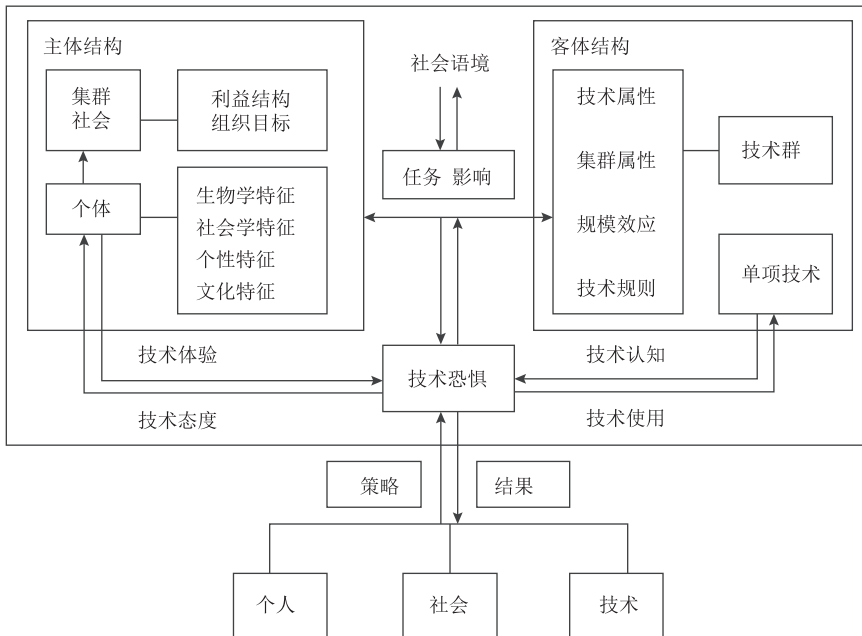 主体结构
集群
社会
利益结构
组织目标
个体
生物学特征
社会学特征
个性特征
文化特征
社会语境
任务 影响
客体结构
技术属性
集群属性
规模效应
技术规则
技术群
单项技术
技术体验
技术态度
技术恐惧
技术认知
技术使用
策略
结果
个人
社会
技术